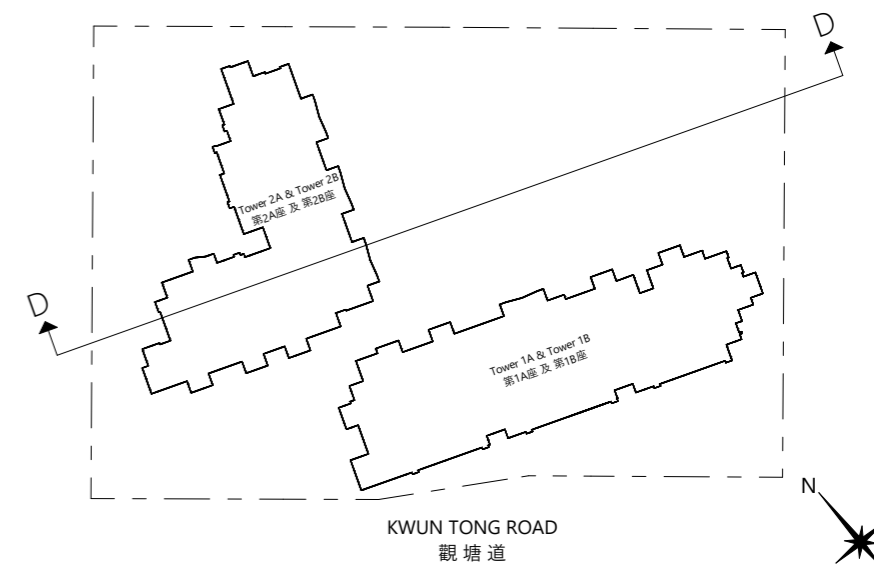 D
Tower 2A & Tower 2B
第2A座 及 第2B座
D
Tower 1A & Tower 1B
第1A座 及 第1B座
N
KWUN TONG ROAD
觀塘道